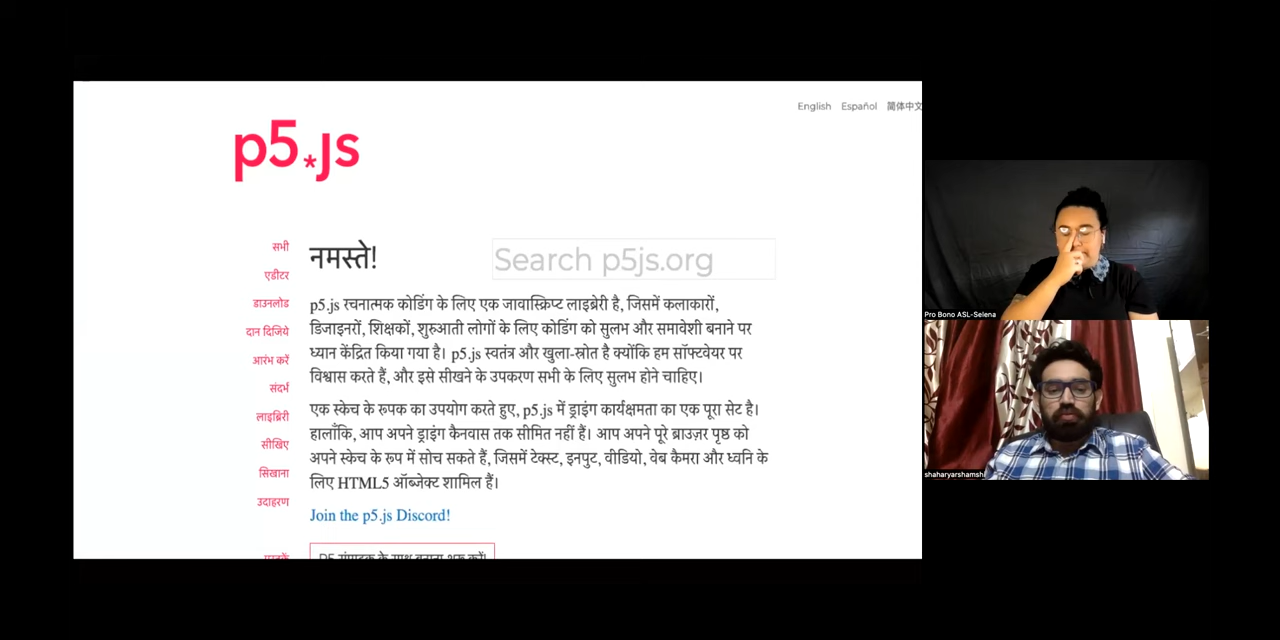 English Español 简体中文
p5.js
सभी
एडीटर
डाउनलोड
दान दिजिये
आरंभ करें
संदर्भ
लाइब्रिरी
सीखिए
सिखाना
उदाहरण
नमस्ते!
Search p5js.org
p5.js रचनात्मक कोडिंग के लिए एक जावास्क्रिप्ट लाइब्रेरी है, जिसमें कलाकारों,
डिजाइनरों, शिक्षकों, शुरुआती लोगों के लिए कोडिंग को सुलभ और समावेशी बनाने पर
ध्यान केंद्रित किया गया है। p5.js स्वतंत्र और खुला-स्रोत है क्योंकि हम सॉफ्टवेयर पर
विश्वास करते हैं, और इसे सीखने के उपकरण सभी के लिए सुलभ होने चाहिए।
एक स्केच के रूपक का उपयोग करते हुए, p5.js में ड्राइंग कार्यक्षमता का एक पूरा सेट है।
हालाँकि, आप अपने ड्राइंग कैनवास तक सीमित नहीं हैं। आप अपने पूरे ब्राउज़र पृष्ठ को
अपने स्केच के रूप में सोच सकते हैं, जिसमें टेक्स्ट, इनपुट, वीडियो, वेब कैमरा और ध्वनि के
लिए HTML5 ऑब्जेक्ट शामिल हैं।
Join the p5.js Discord!
Pro Bono ASL-Selena
shaharyarshamshi